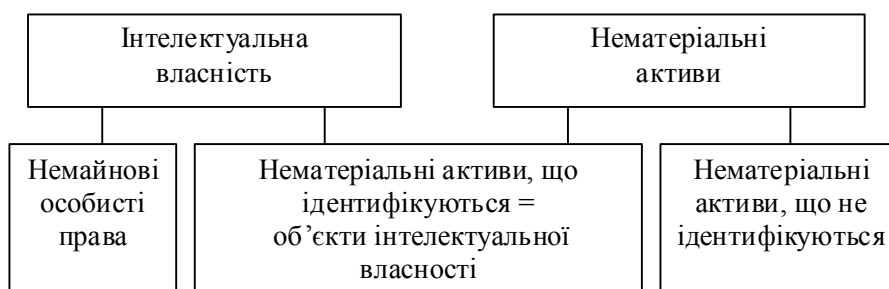 Інтелектуальна
власність
Нематеріальні
активи
Немайнові
особисті
права
Нематеріальні активи, що
ідентифікуються =
об’єкти інтелектуальної
власності
Нематеріальні
активи, що не
ідентифікуються